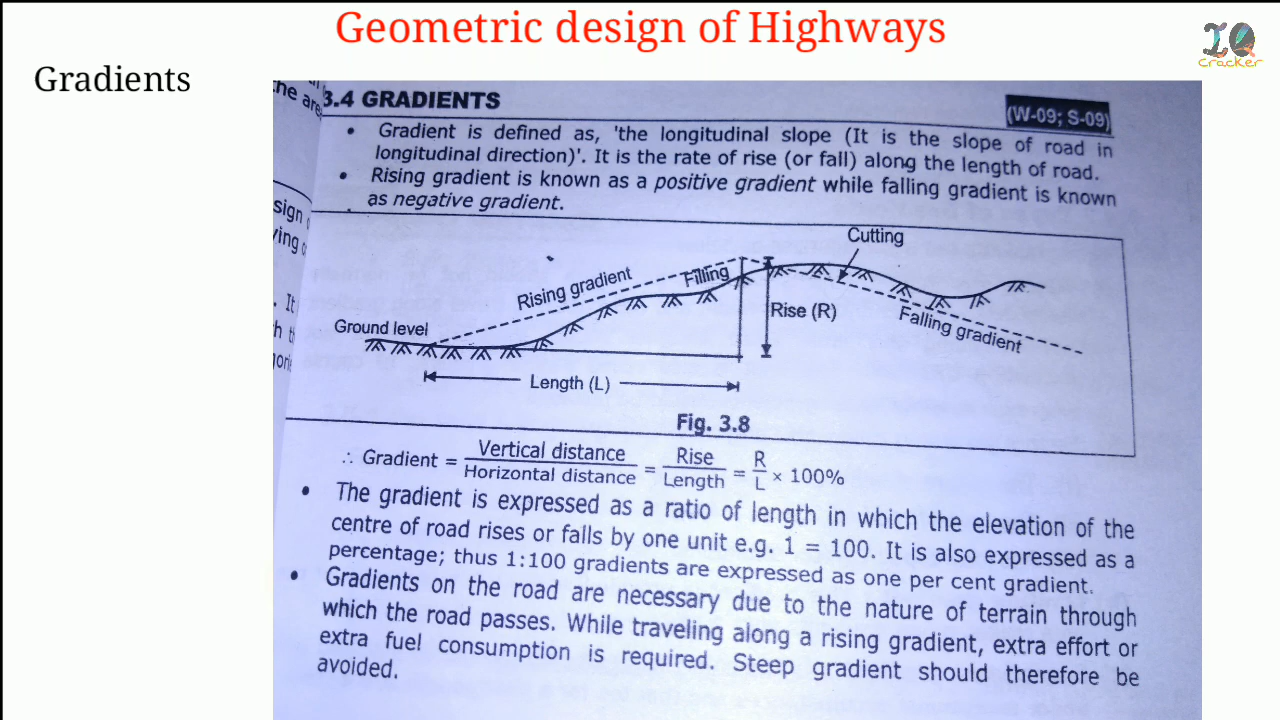 Geometric design of Highways
IQ
cracker
Gradients
the are
3.4 GRADIENTS
(W-09; S-09)
• Gradient is defined as, 'the longitudinal slope (It is the slope of road in
longitudinal direction)'. It is the rate of rise (or fall) along the length of road.
• Rising gradient is known as a positive gradient while falling gradient is known
as negative gradient.
sign
ving
. It
Cutting
Rising gradient
Filling
Rise (R)
Falling gradient
Ground level
Length (L)
Fig. 3.8
∴ Gradient = Vertical distance / Horizontal distance = Rise / Length = R / L × 100%
• The gradient is expressed as a ratio of length in which the elevation of the
centre of road rises or falls by one unit e.g. 1 = 100. It is also expressed as a
percentage; thus 1:100 gradients are expressed as one per cent gradient.
• Gradients on the road are necessary due to the nature of terrain through
which the road passes. While traveling along a rising gradient, extra effort or
extra fuel consumption is required. Steep gradient should therefore be
avoided.